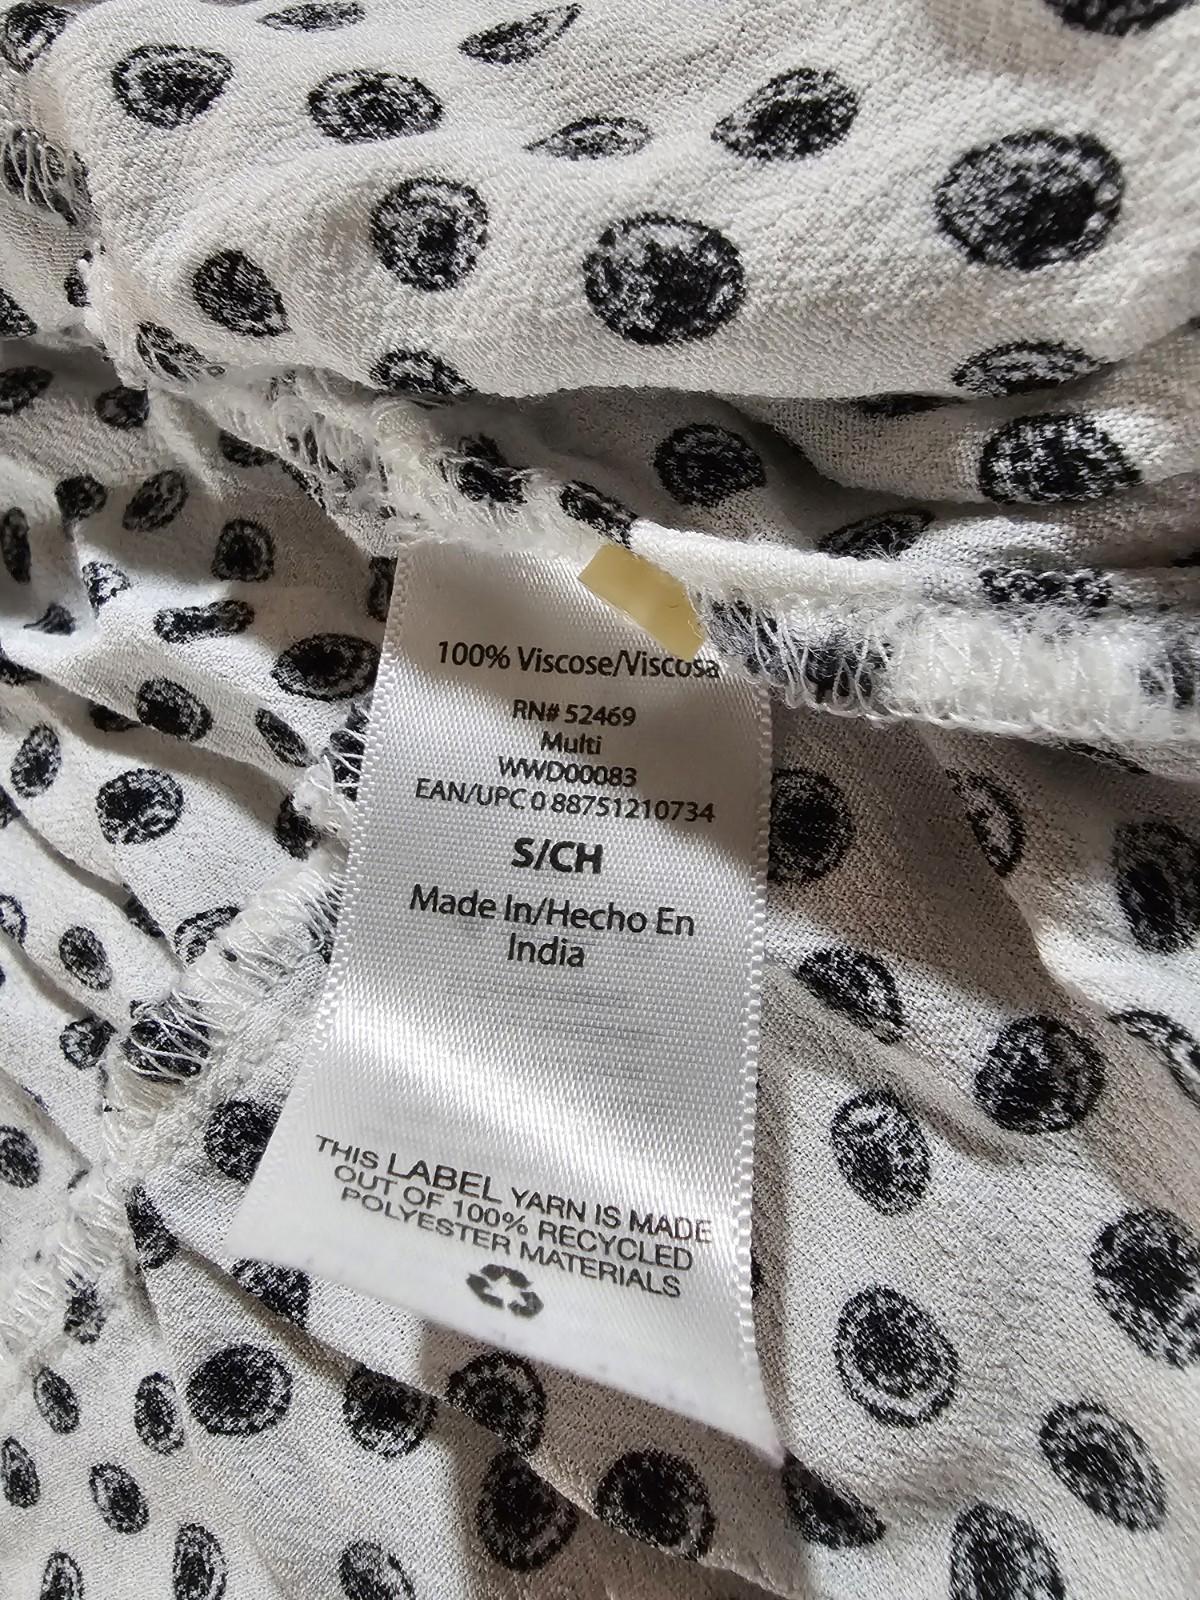 100% Viscose/Viscosa
RN# 52469
Multi
WWD00083
EAN/UPC 0 88751210734
S/CH
Made In/Hecho En
India
THIS LABEL YARN IS MADE
OUT OF 100% RECYCLED
POLYESTER MATERIALS